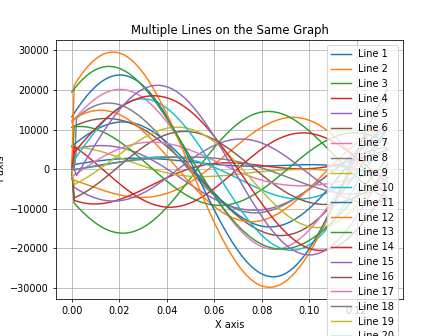 Multiple Lines on the Same Graph
30000
20000
10000
0
−10000
−20000
−30000
0.00
0.02
0.04
0.06
0.08
0.10
X axis
axis
Line 1
Line 2
Line 3
Line 4
Line 5
Line 6
Line 7
Line 8
Line 9
Line 10
Line 11
Line 12
Line 13
Line 14
Line 15
Line 16
Line 17
Line 18
Line 19
Line 20